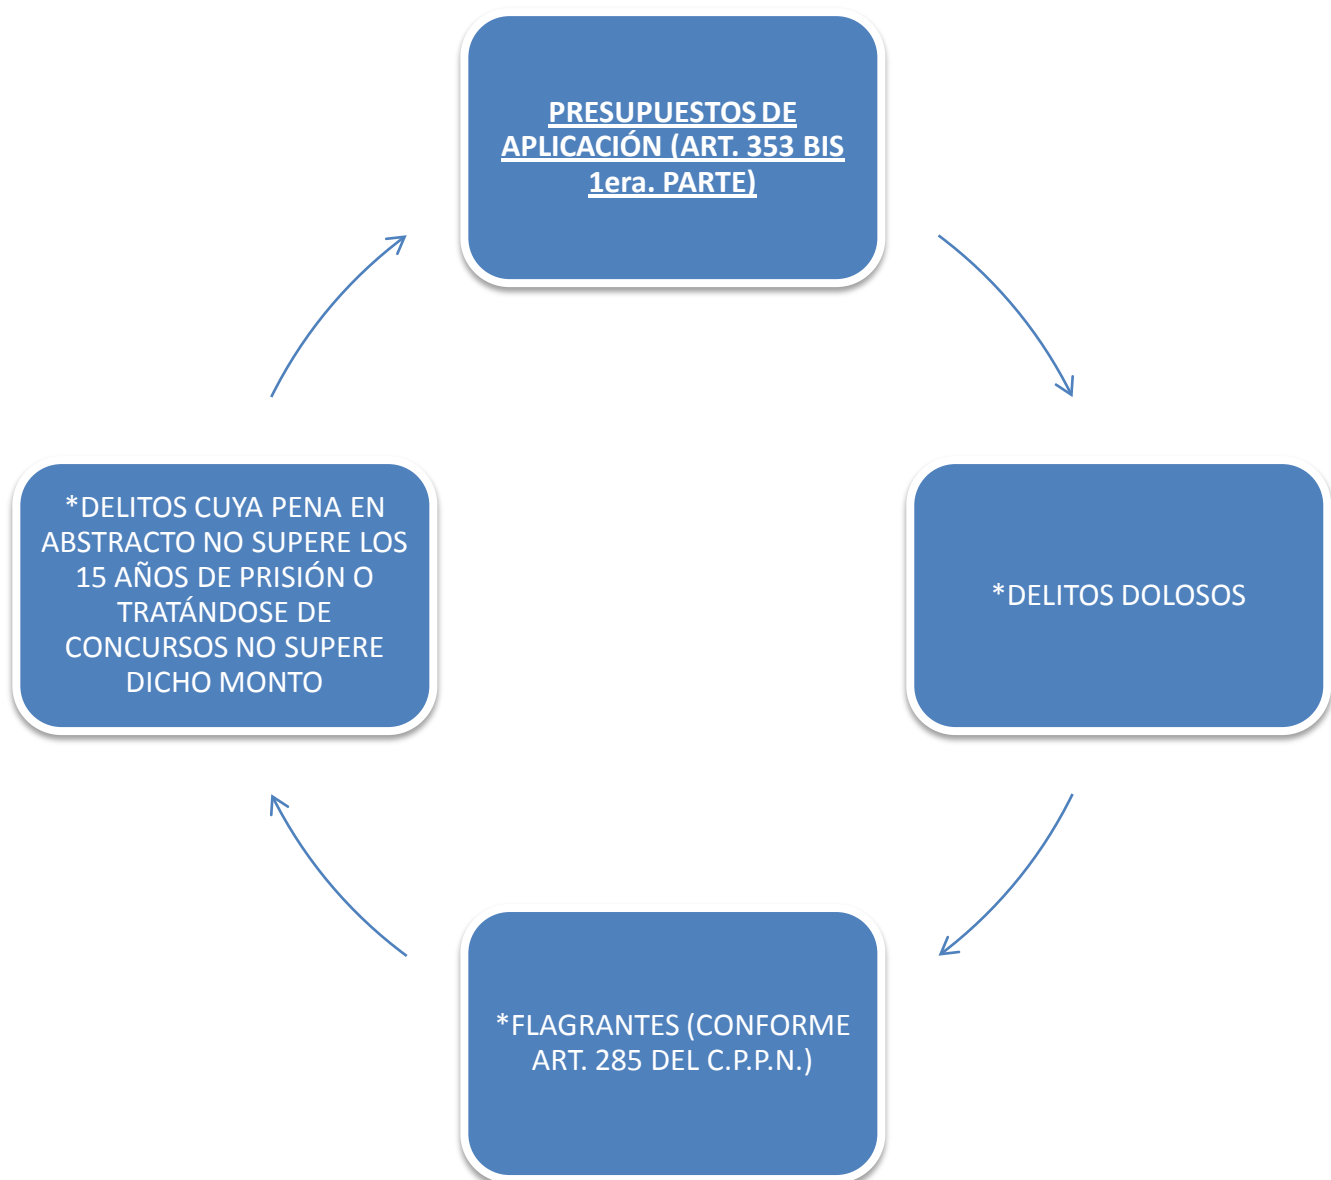 PRESUPUESTOS DE
APLICACIÓN (ART. 353 BIS
1era. PARTE)
*DELITOS DOLOSOS
*FLAGRANTES (CONFORME
ART. 285 DEL C.P.P.N.)
*DELITOS CUYA PENA EN
ABSTRACTO NO SUPERE LOS
15 AÑOS DE PRISIÓN O
TRATÁNDOSE DE
CONCURSOS NO SUPERE
DICHO MONTO